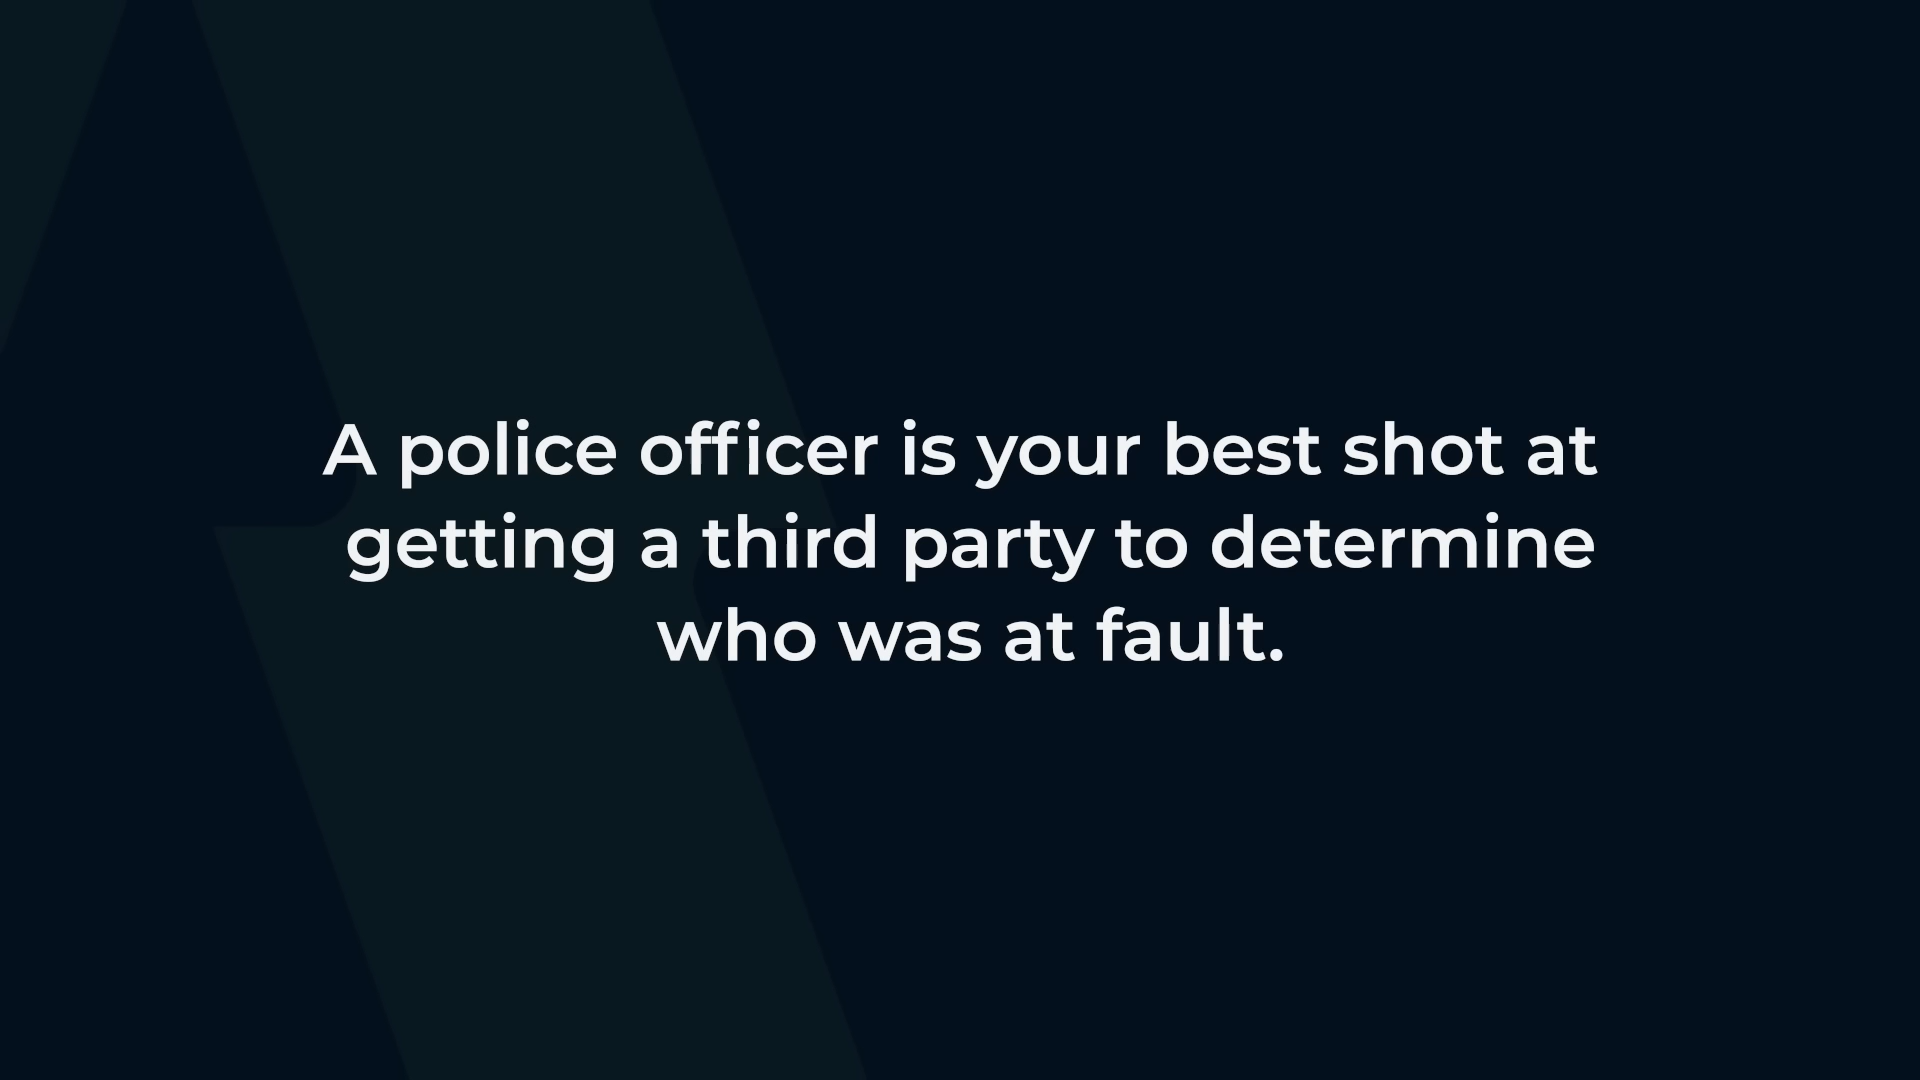 A police officer is your best shot at
getting a third party to determine
who was at fault.